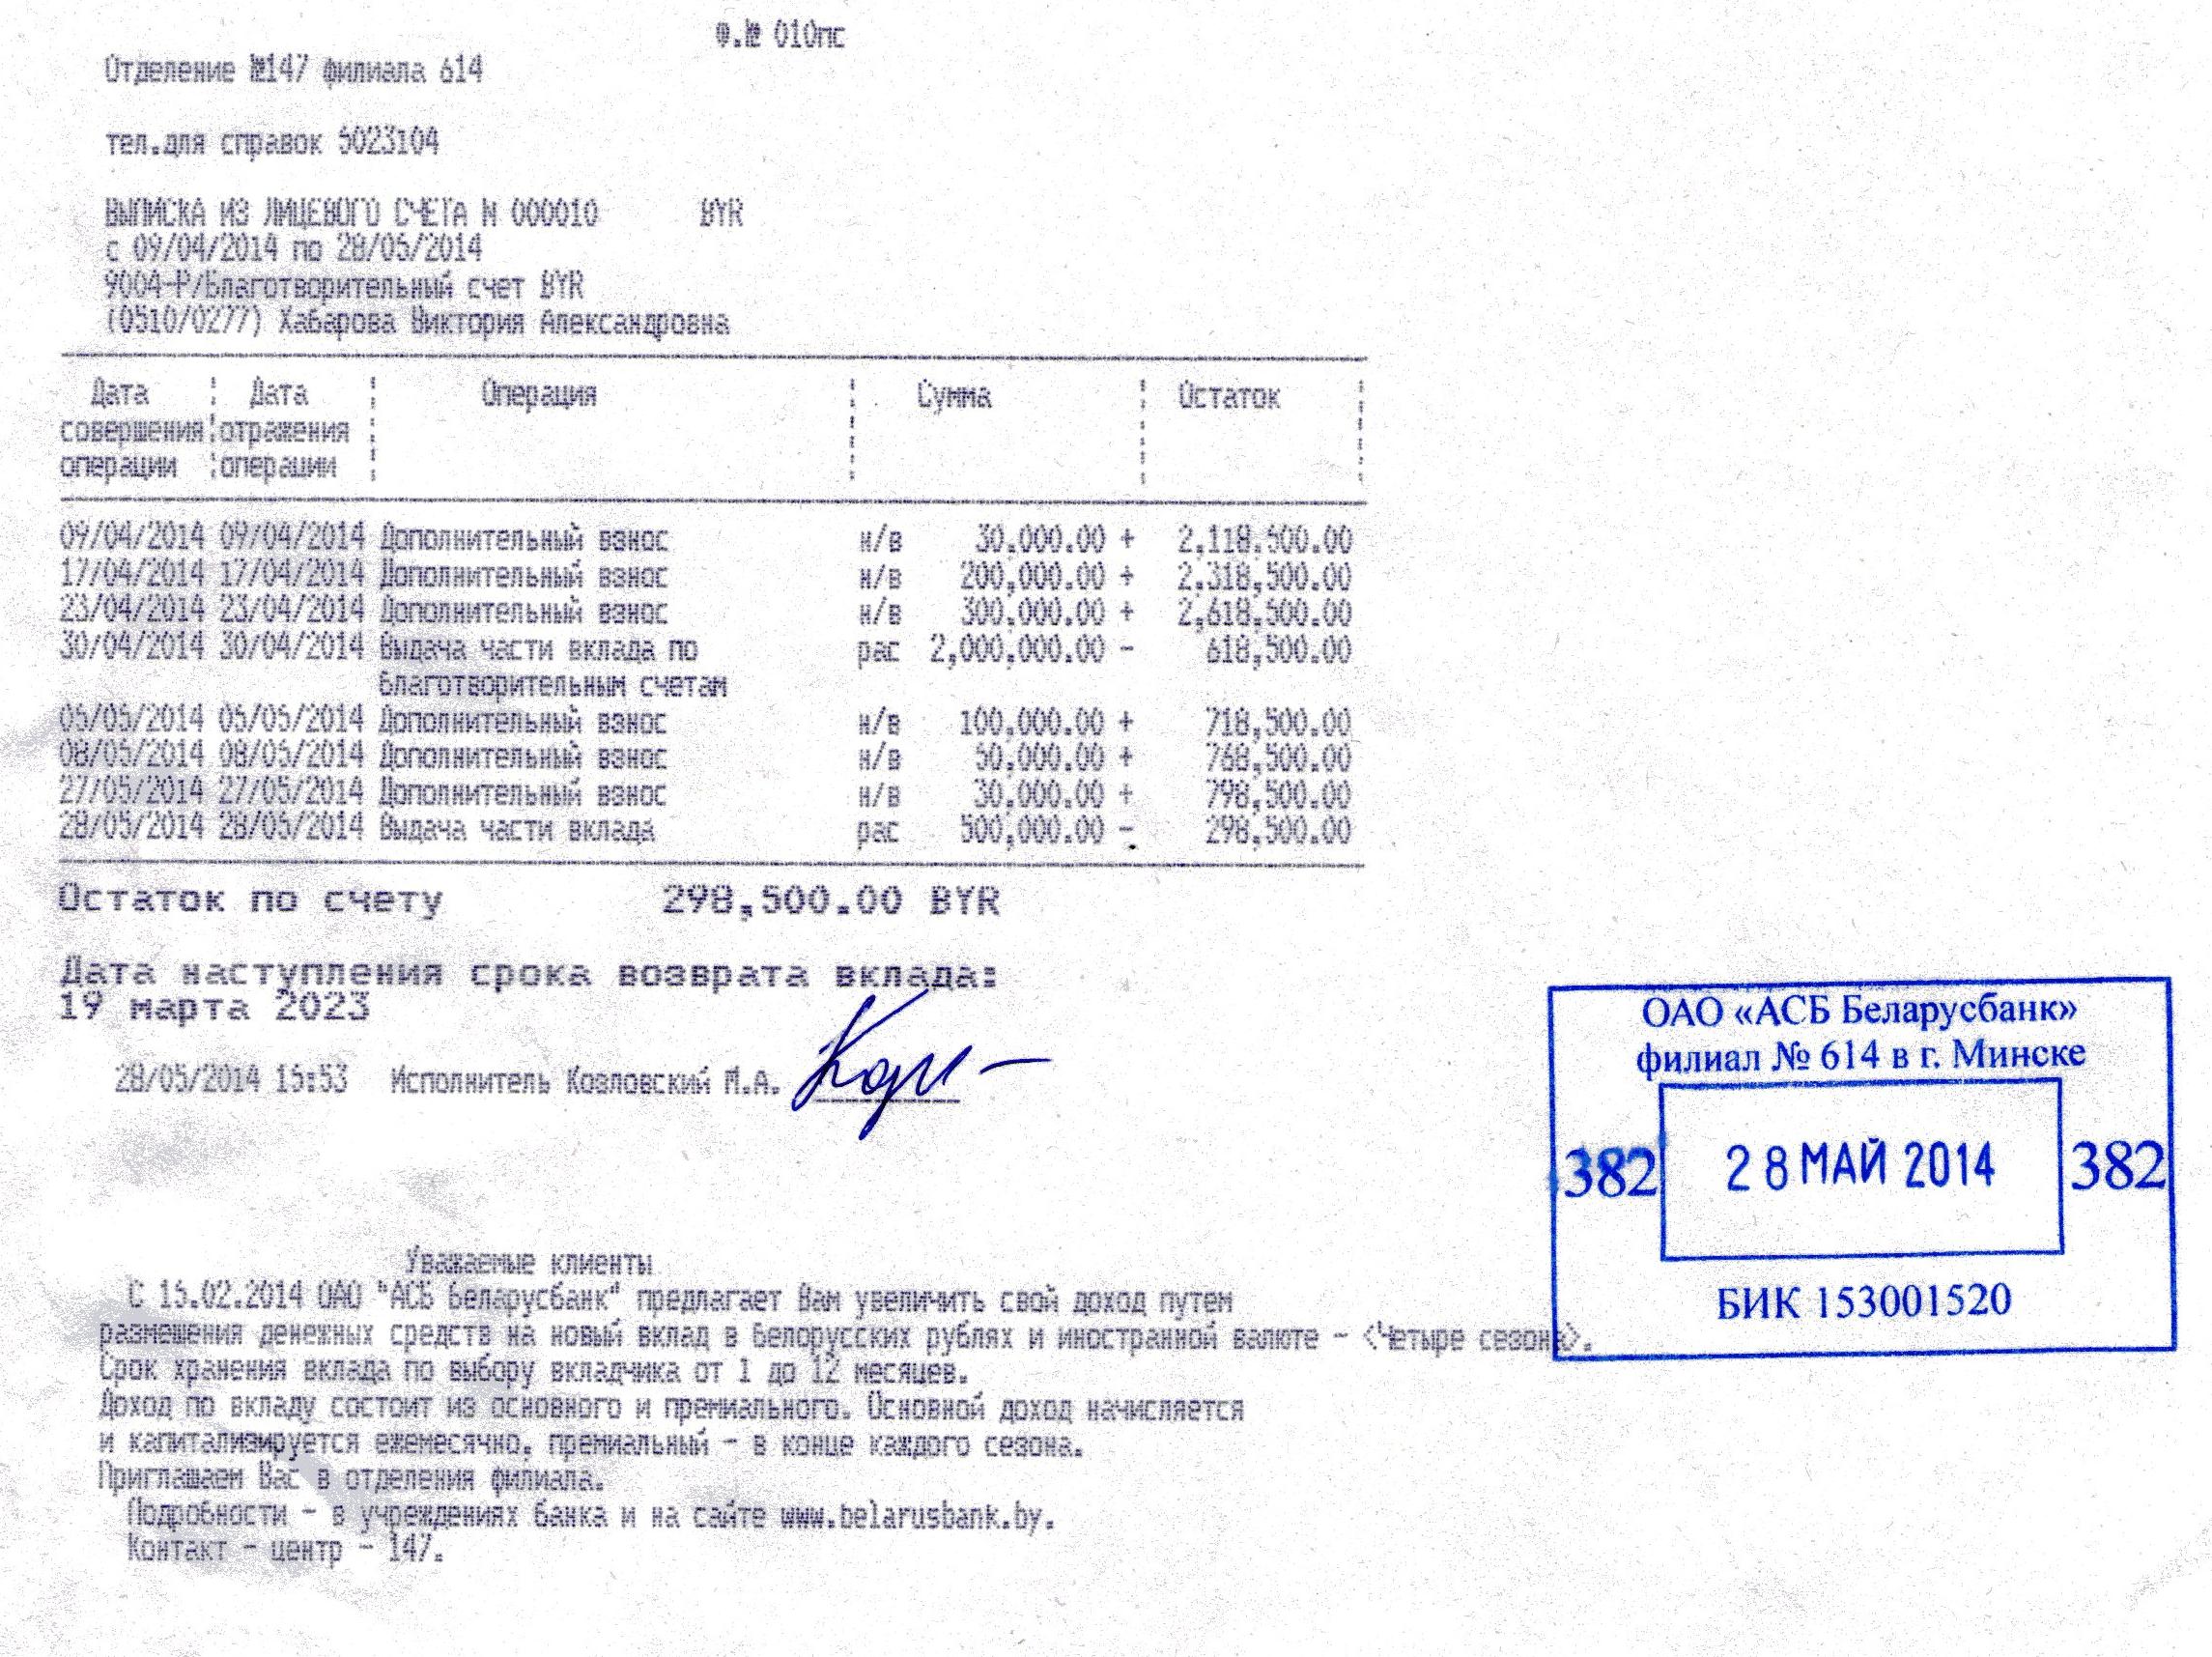 Ф.№ 010пс
Отделение №147 филиала 614
тел.для справок 5023104
ВЫПИСКА ИЗ ЛИЦЕВОГО СЧЕТА N 000010 BYR
с 09/04/2014 по 28/05/2014
9004-Р/Благотворительный счет BYR
(0510/0277) Хабарова Виктория Александровна
Дата ¦ Дата ¦ Операция ¦ Сумма ¦ Остаток ¦
совершения¦отражения ¦ ¦ ¦ ¦
операции ¦операции ¦ ¦ ¦ ¦
09/04/2014 09/04/2014 Дополнительный взнос н/в 30,000.00 + 2,118,500.00
17/04/2014 17/04/2014 Дополнительный взнос н/в 200,000.00 + 2,318,500.00
23/04/2014 23/04/2014 Дополнительный взнос н/в 300,000.00 + 2,618,500.00
30/04/2014 30/04/2014 Выдача части вклада по рас 2,000,000.00 - 618,500.00
благотворительным счетам
05/05/2014 05/05/2014 Дополнительный взнос н/в 100,000.00 + 718,500.00
08/05/2014 08/05/2014 Дополнительный взнос н/в 50,000.00 + 768,500.00
27/05/2014 27/05/2014 Дополнительный взнос н/в 30,000.00 + 798,500.00
28/05/2014 28/05/2014 Выдача части вклада рас 500,000.00 - 298,500.00
Остаток по счету 298,500.00 BYR
Дата наступления срока возврата вклада:
19 марта 2023
28/05/2014 15:53 Исполнитель Козловский М.А.
ОАО «АСБ Беларусбанк»
филиал № 614 в г. Минске
382 28 МАЙ 2014 382
БИК 153001520
Уважаемые клиенты
С 15.02.2014 ОАО "АСБ Беларусбанк" предлагает Вам увеличить свой доход путем
размещения денежных средств на новый вклад в белорусских рублях и иностранной валюте - <Четыре сезона>.
Срок хранения вклада по выбору вкладчика от 1 до 12 месяцев.
Доход по вкладу состоит из основного и премиального. Основной доход начисляется
и капитализируется ежемесячно, премиальный - в конце каждого сезона.
Приглашаем Вас в отделения филиала.
Подробности - в учреждениях банка и на сайте www.belarusbank.by.
Контакт - центр - 147.